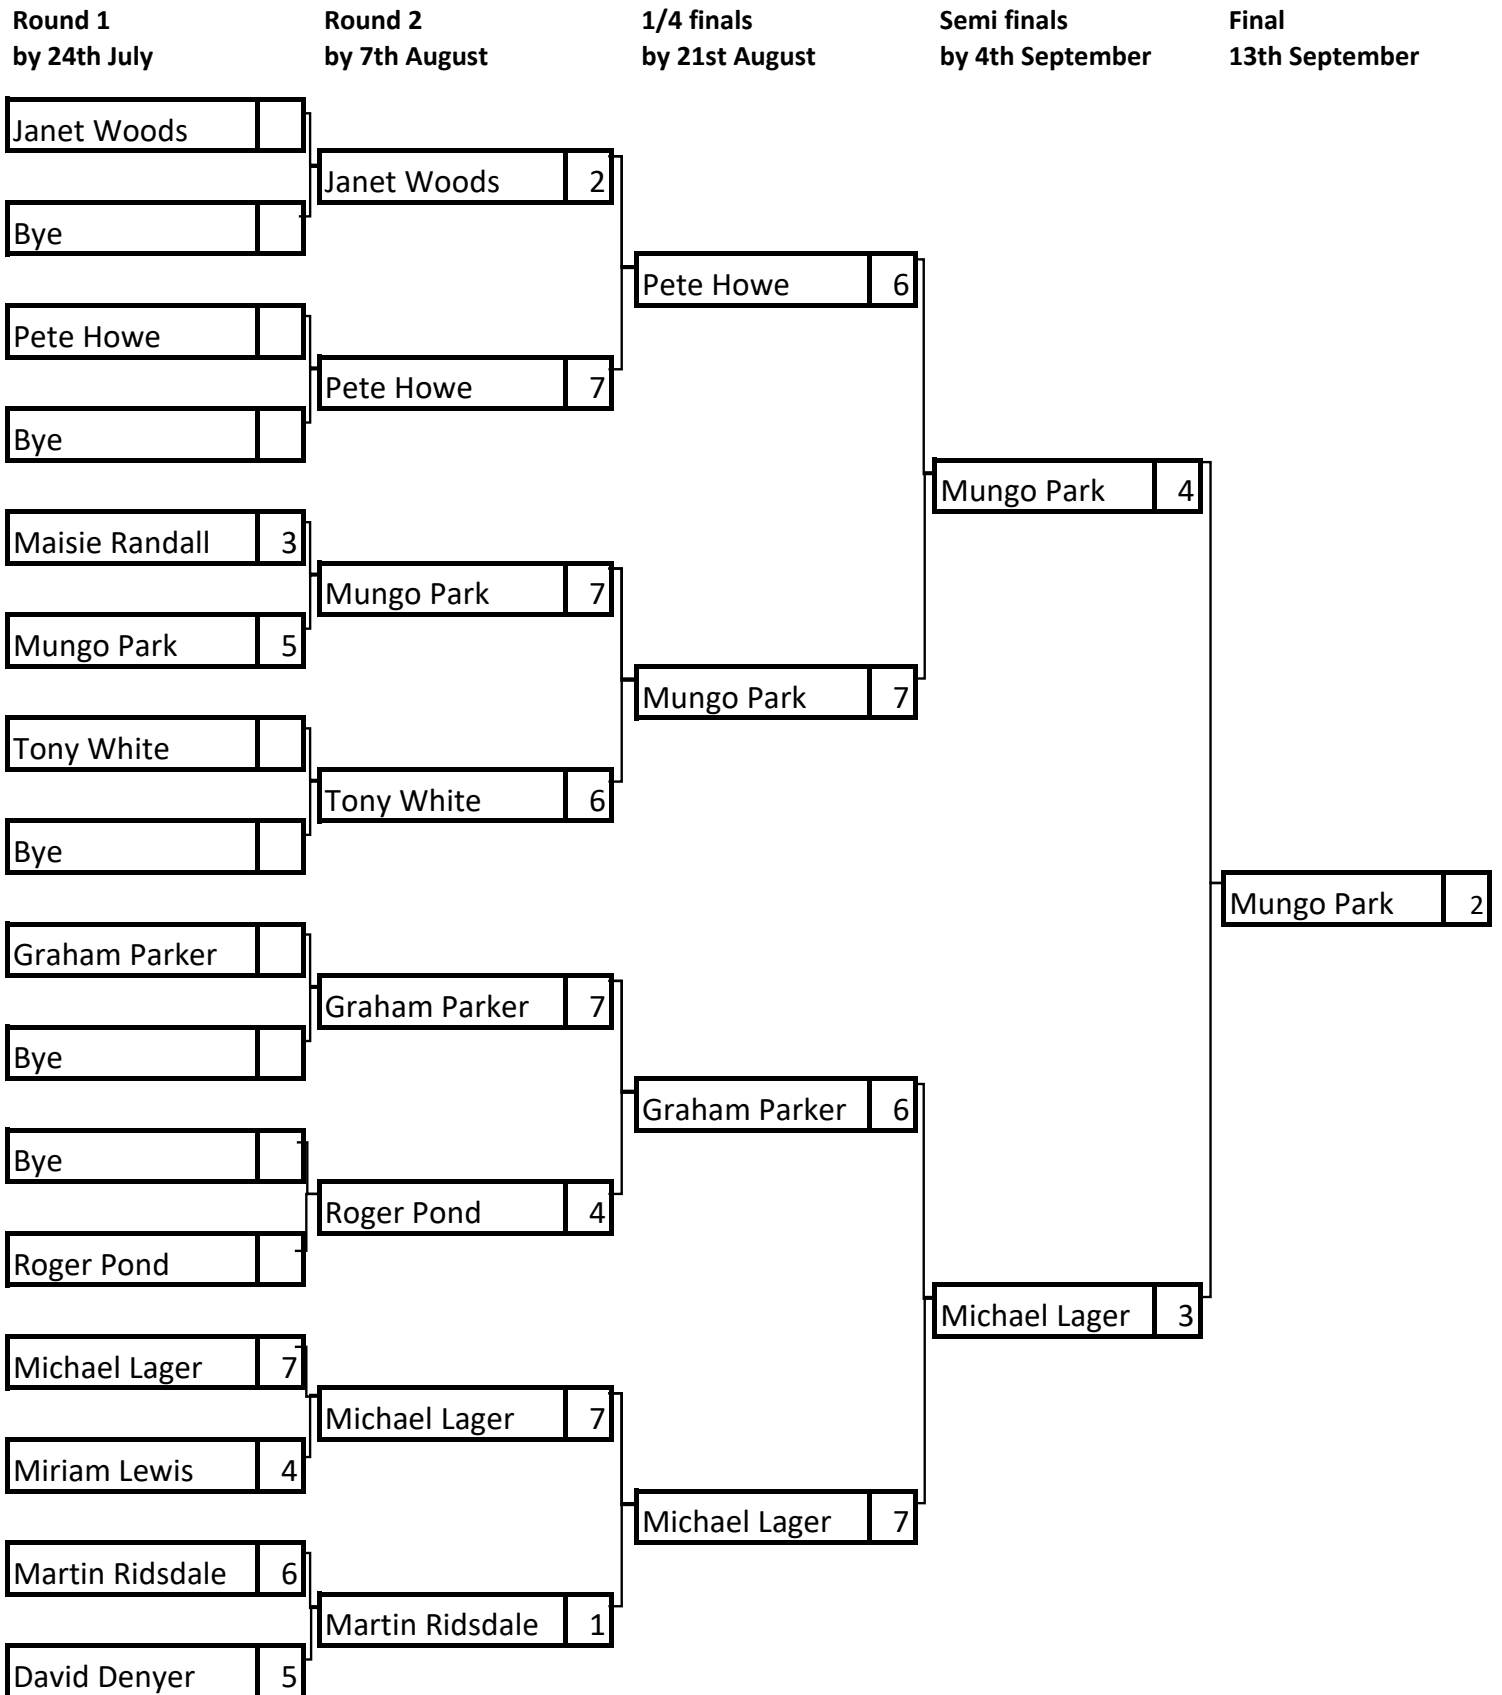 Round 1 Round 2 1/4 finals Semi finals Final
by 24th July by 7th August by 21st August by 4th September 13th September
Janet Woods
Janet Woods 2
Bye
Pete Howe 6
Pete Howe
Pete Howe 7
Bye
Mungo Park 4
Maisie Randall 3
Mungo Park 7
Mungo Park 5
Mungo Park 7
Tony White
Tony White 6
Bye
Mungo Park 2
Graham Parker
Graham Parker 7
Bye
Graham Parker 6
Bye
Roger Pond 4
Roger Pond
Michael Lager 3
Michael Lager 7
Michael Lager 7
Miriam Lewis 4
Michael Lager 7
Martin Ridsdale 6
Martin Ridsdale 1
David Denyer 5